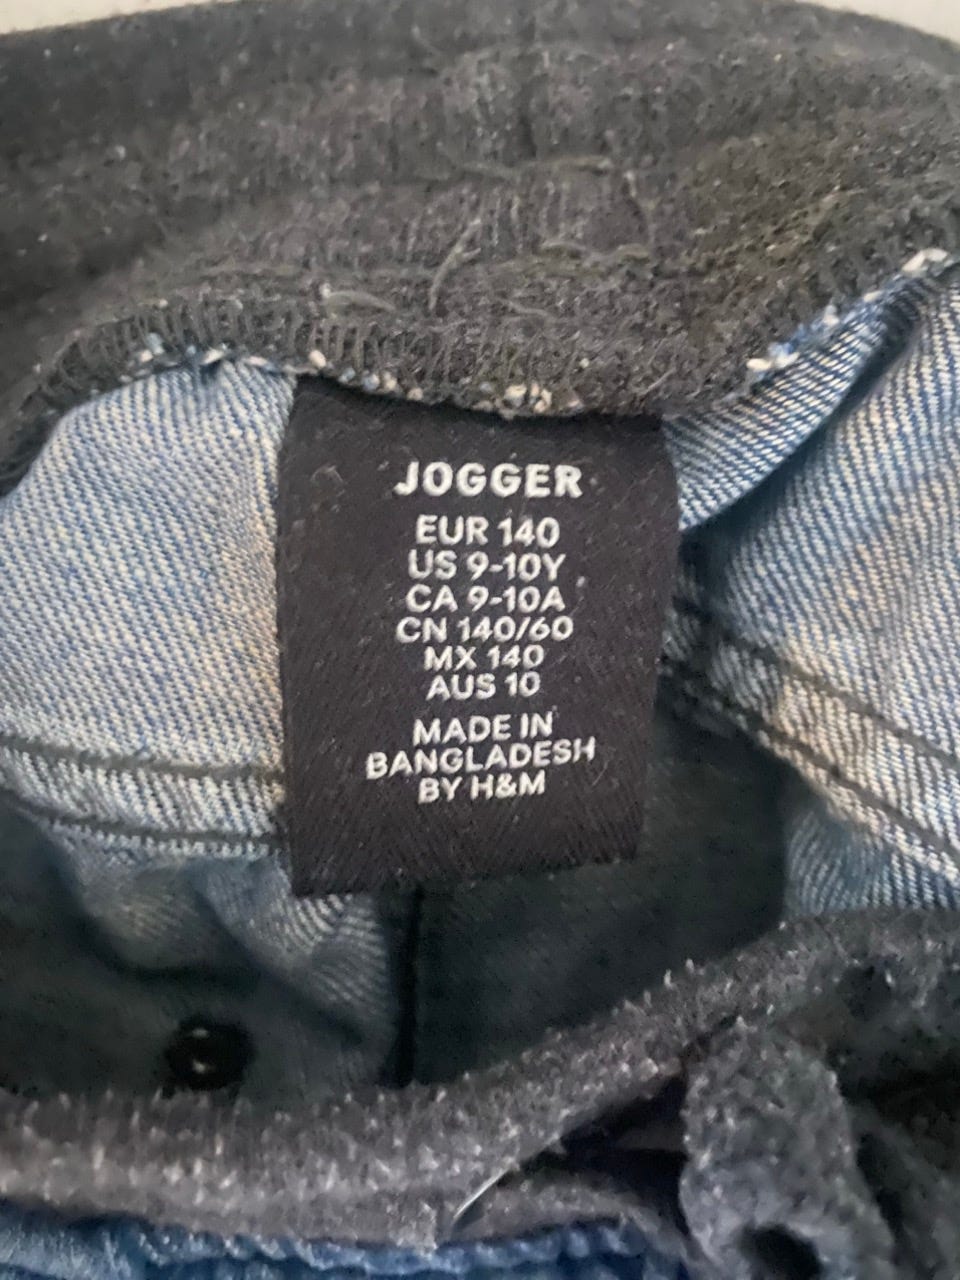 JOGGER
EUR 140
US 9-10Y
CA 9-10A
CN 140/60
MX 140
AUS 10
MADE IN
BANGLADESH
BY H&M